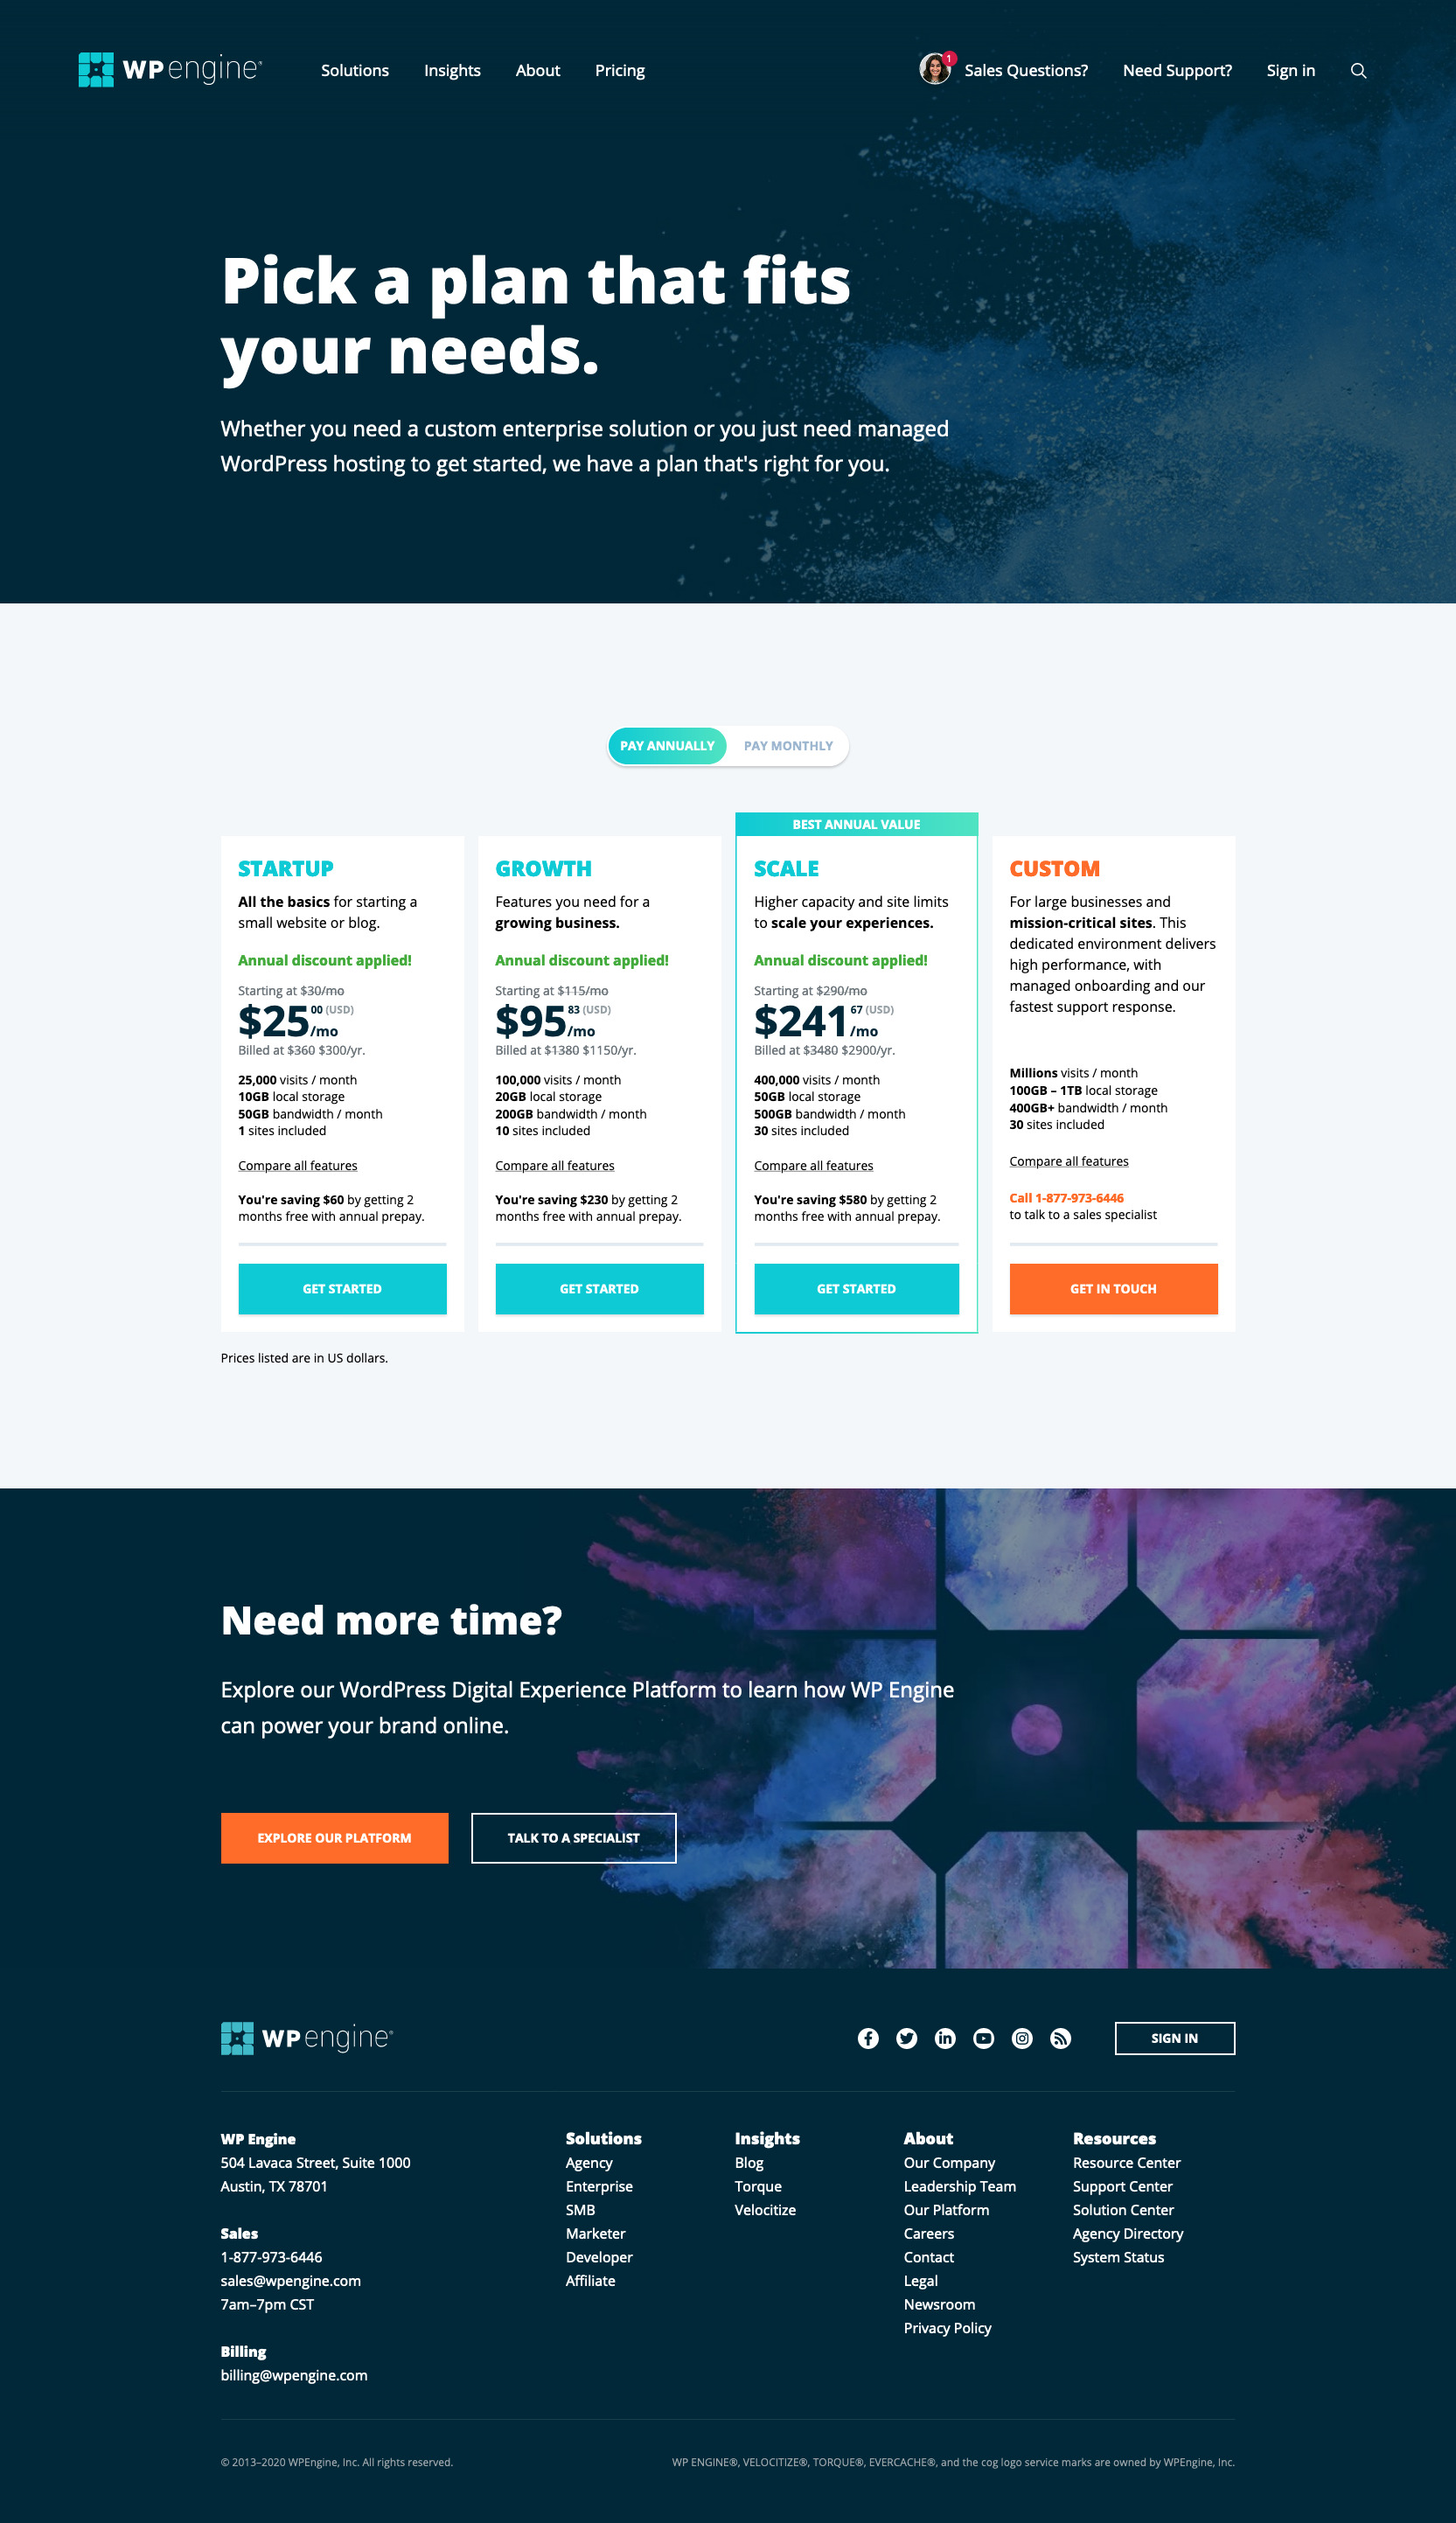 WP engine®
Solutions
Insights
About
Pricing
1
Sales Questions?
Need Support?
Sign in
Pick a plan that fits
your needs.
Whether you need a custom enterprise solution or you just need managed
WordPress hosting to get started, we have a plan that's right for you.
PAY ANNUALLY
PAY MONTHLY
STARTUP
All the basics for starting a
small website or blog.
Annual discount applied!
Starting at $30/mo
$25 00 (USD)
/mo
Billed at $360 $300/yr.
25,000 visits / month
10GB local storage
50GB bandwidth / month
1 sites included
Compare all features
You're saving $60 by getting 2
months free with annual prepay.
GET STARTED
GROWTH
Features you need for a
growing business.
Annual discount applied!
Starting at $115/mo
$95 83 (USD)
/mo
Billed at $1380 $1150/yr.
100,000 visits / month
20GB local storage
200GB bandwidth / month
10 sites included
Compare all features
You're saving $230 by getting 2
months free with annual prepay.
GET STARTED
BEST ANNUAL VALUE
SCALE
Higher capacity and site limits
to scale your experiences.
Annual discount applied!
Starting at $290/mo
$241 67 (USD)
/mo
Billed at $3480 $2900/yr.
400,000 visits / month
50GB local storage
500GB bandwidth / month
30 sites included
Compare all features
You're saving $580 by getting 2
months free with annual prepay.
GET STARTED
CUSTOM
For large businesses and
mission-critical sites. This
dedicated environment delivers
high performance, with
managed onboarding and our
fastest support response.
Millions visits / month
100GB – 1TB local storage
400GB+ bandwidth / month
30 sites included
Compare all features
Call 1-877-973-6446
to talk to a sales specialist
GET IN TOUCH
Prices listed are in US dollars.
Need more time?
Explore our WordPress Digital Experience Platform to learn how WP Engine
can power your brand online.
EXPLORE OUR PLATFORM
TALK TO A SPECIALIST
WP engine®
SIGN IN
WP Engine
504 Lavaca Street, Suite 1000
Austin, TX 78701
Sales
1-877-973-6446
sales@wpengine.com
7am–7pm CST
Billing
billing@wpengine.com
Solutions
Agency
Enterprise
SMB
Marketer
Developer
Affiliate
Insights
Blog
Torque
Velocitize
About
Our Company
Leadership Team
Our Platform
Careers
Contact
Legal
Newsroom
Privacy Policy
Resources
Resource Center
Support Center
Solution Center
Agency Directory
System Status
© 2013–2020 WPEngine, Inc. All rights reserved.
WP ENGINE®, VELOCITIZE®, TORQUE®, EVERCACHE®, and the cog logo service marks are owned by WPEngine, Inc.